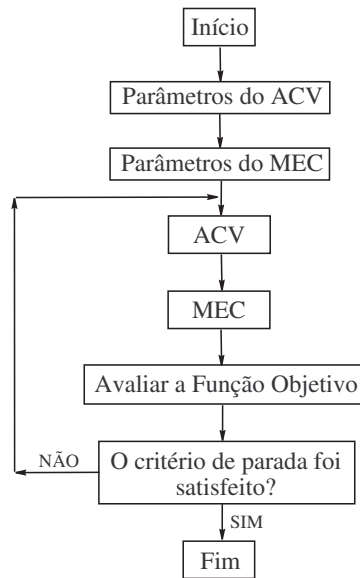 Início
Parâmetros do ACV
Parâmetros do MEC
ACV
MEC
Avaliar a Função Objetivo
O critério de parada foi
satisfeito?
NÃO
SIM
Fim